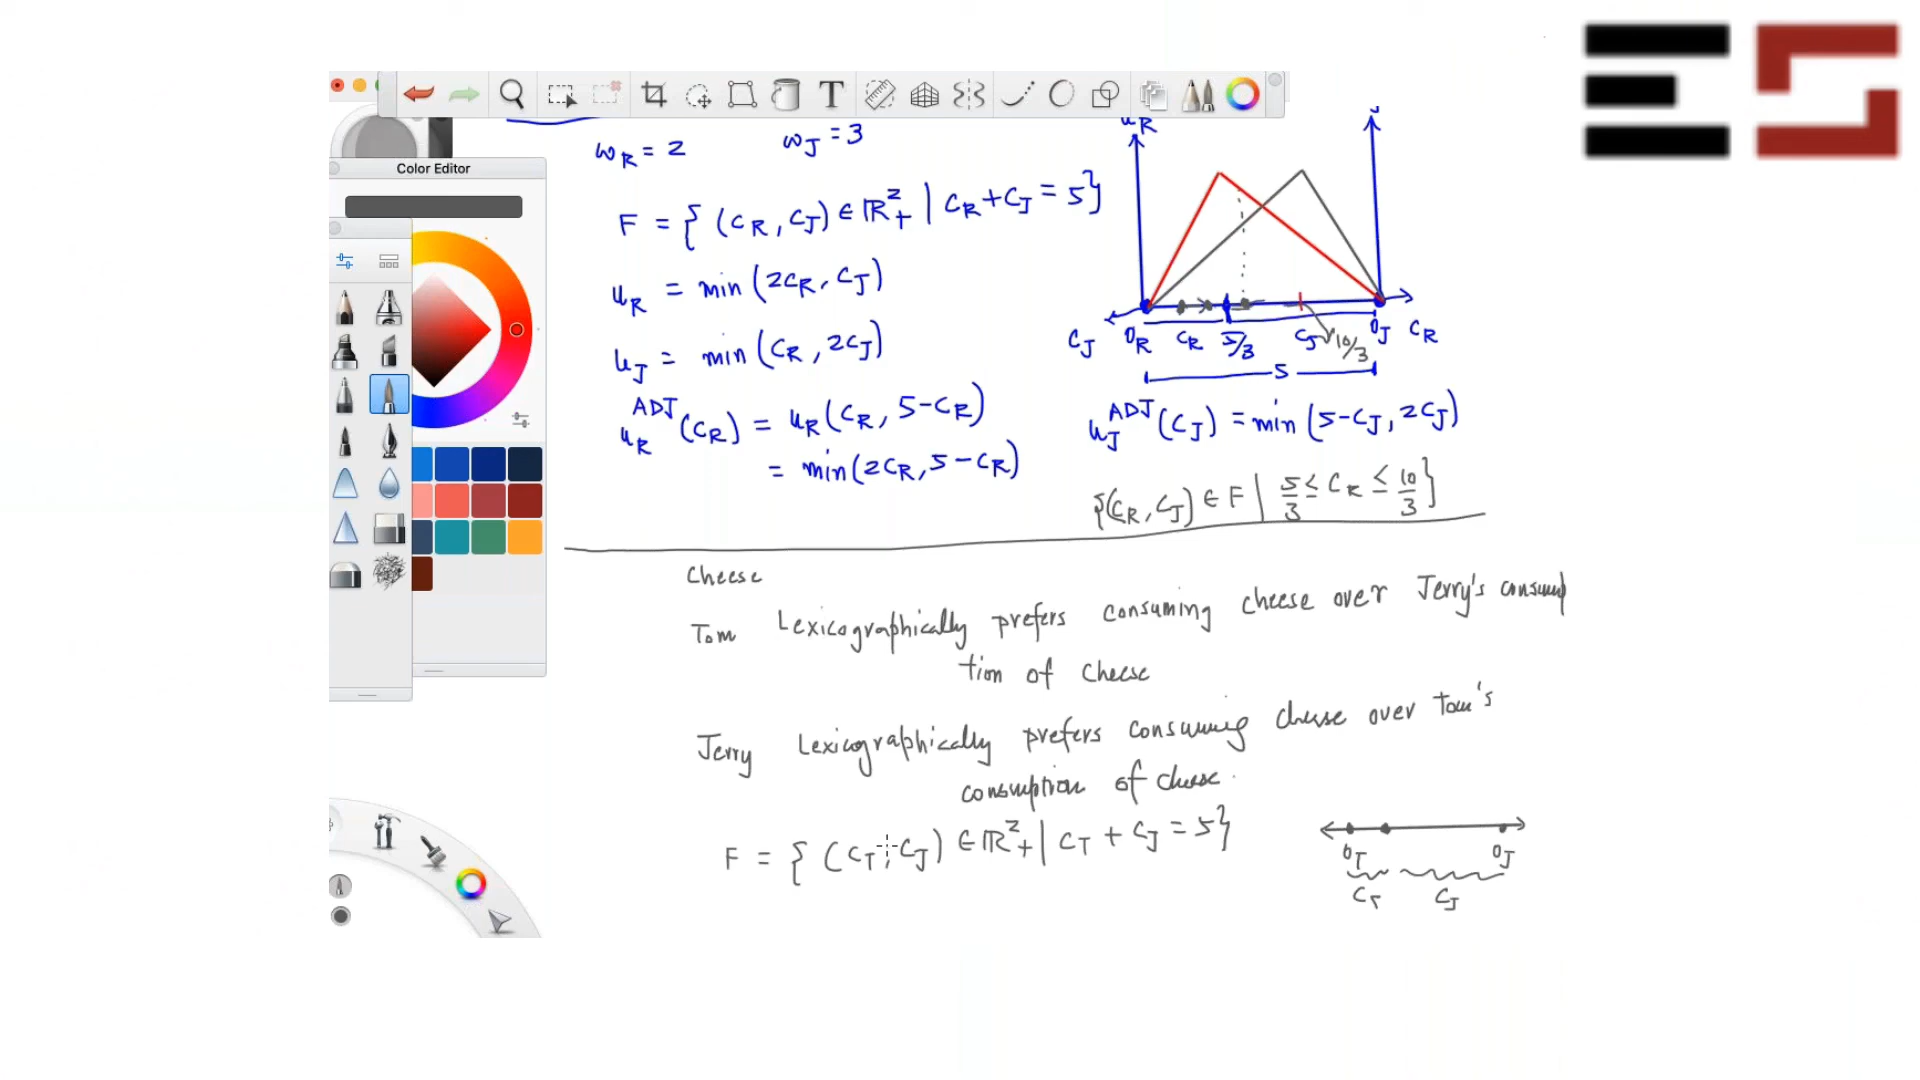 Color Editor
ω_R = 2 ω_J = 3
F = { (C_R, C_J) ∈ ℝ²₊ | C_R + C_J = 5}
u_R = min (2C_R, C_J)
u_J = min (C_R, 2C_J)
u_R^ADJ (C_R) = u_R (C_R, 5 - C_R)
= min (2C_R, 5 - C_R)
u_R
C_J 0_R C_R 5/3 C_J 10/3 0_J C_R
5
u_J^ADJ (C_J) = min (5 - C_J, 2C_J)
{(C_R, C_J) ∈ F | 5/3 ≤ C_R ≤ 10/3}
Cheese
Tom Lexicographically prefers consuming cheese over Jerry's consump
tion of cheese
Jerry Lexicographically prefers consuming cheese over Tom's
consumption of cheese.
F = { (C_T, C_J) ∈ ℝ²₊ | C_T + C_J = 5}
0_T 0_J
C_T C_J
ES